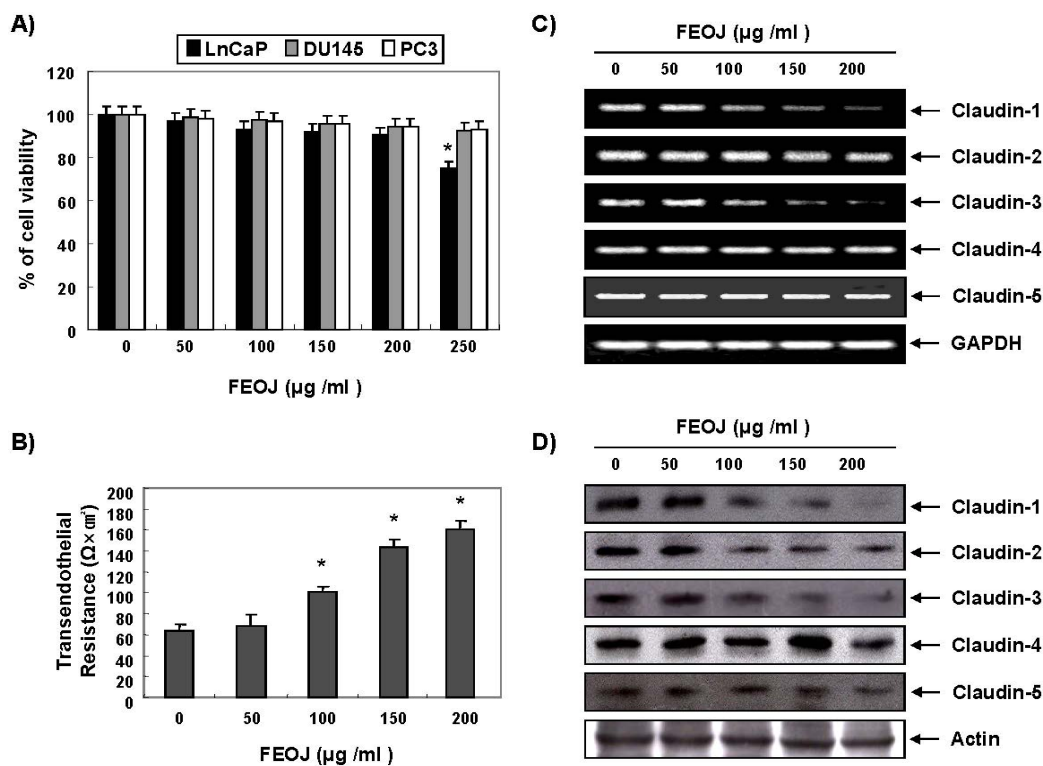 A)
LnCaP DU145 PC3
% of cell viability
120
100
80
60
40
20
0
*
0 50 100 150 200 250
FEOJ (µg /ml )
B)
Transendothelial
Resistance (Ω×㎠)
200
180
160
140
120
100
80
60
40
20
0
* * *
0 50 100 150 200
FEOJ (µg /ml )
C)
FEOJ (µg /ml )
0 50 100 150 200
Claudin-1
Claudin-2
Claudin-3
Claudin-4
Claudin-5
GAPDH
D)
FEOJ (µg /ml )
0 50 100 150 200
Claudin-1
Claudin-2
Claudin-3
Claudin-4
Claudin-5
Actin